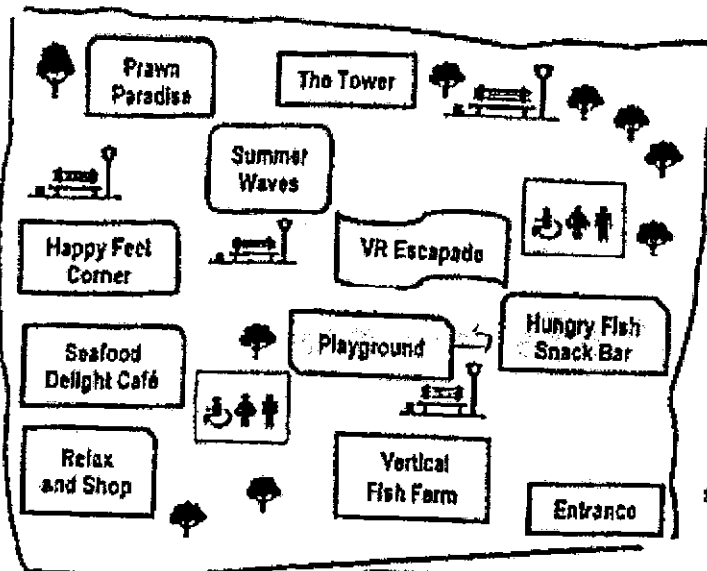 Prawn
Paradise
The Tower
Summer
Waves
Happy Feet
Corner
VR Escapade
Seafood
Delight Café
Playground
Hungry Fish
Snack Bar
Relax
and Shop
Vertical
Fish Farm
Entrance